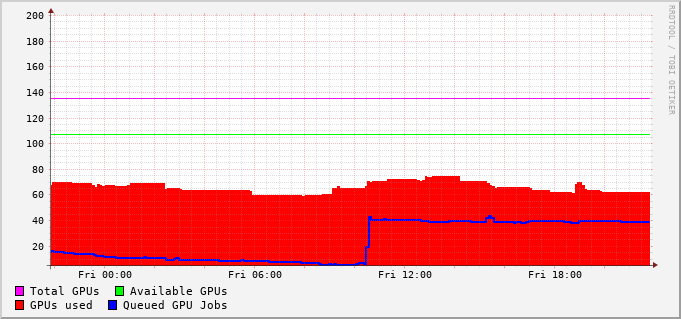 200
180
160
140
120
100
80
60
40
20
Fri 00:00 Fri 06:00 Fri 12:00 Fri 18:00
Total GPUs Available GPUs
GPUs used Queued GPU Jobs
RRDTOOL / TOBI OETIKER